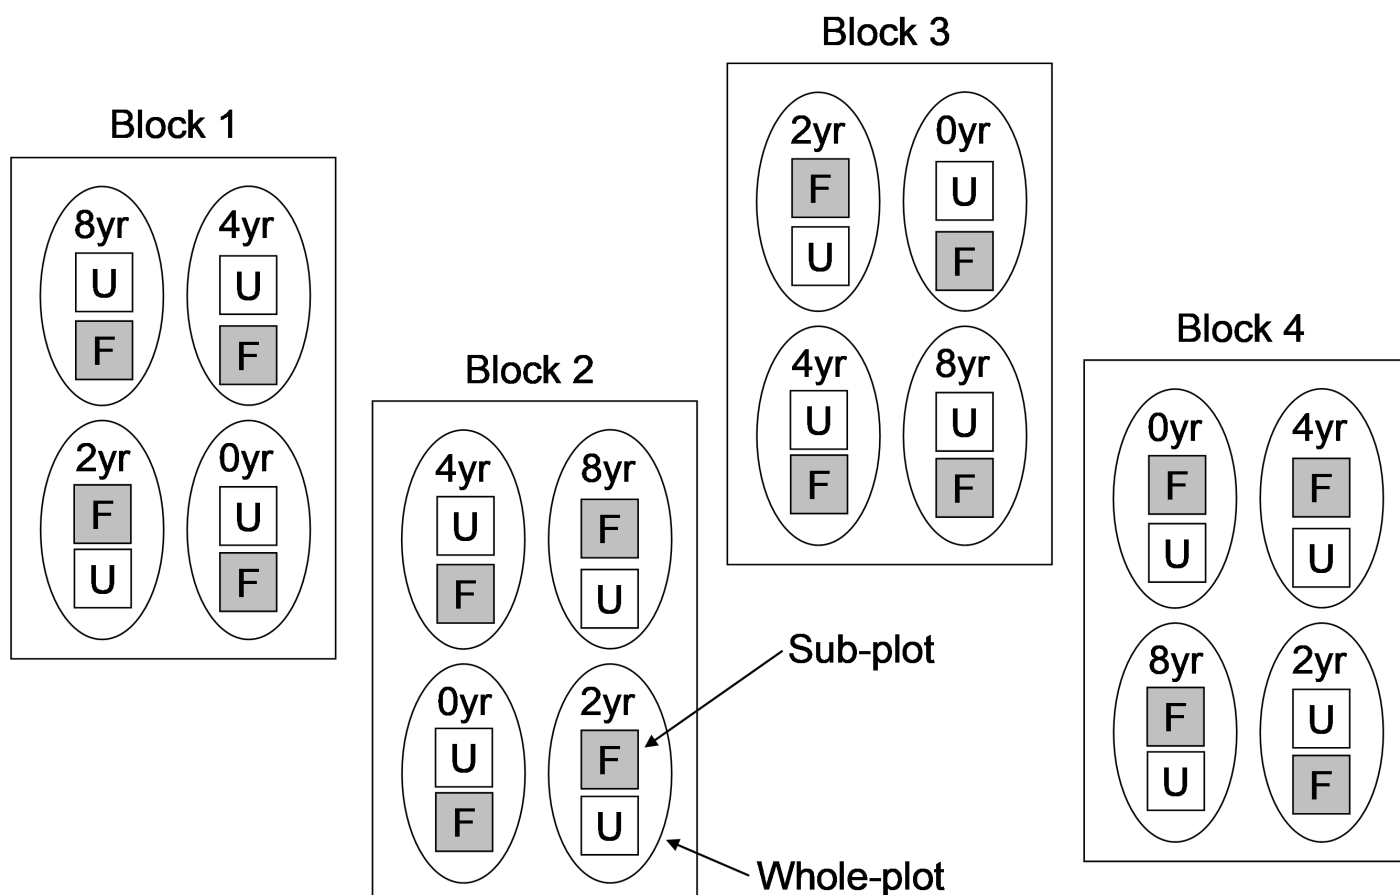 Block 1
8yr 4yr
U U
F F
2yr 0yr
F U
U F
Block 2
4yr 8yr
U F
F U
0yr 2yr
U F
F U
Block 3
2yr 0yr
F U
U F
4yr 8yr
U U
F F
Block 4
0yr 4yr
F F
U U
8yr 2yr
F U
U F
Sub-plot
Whole-plot